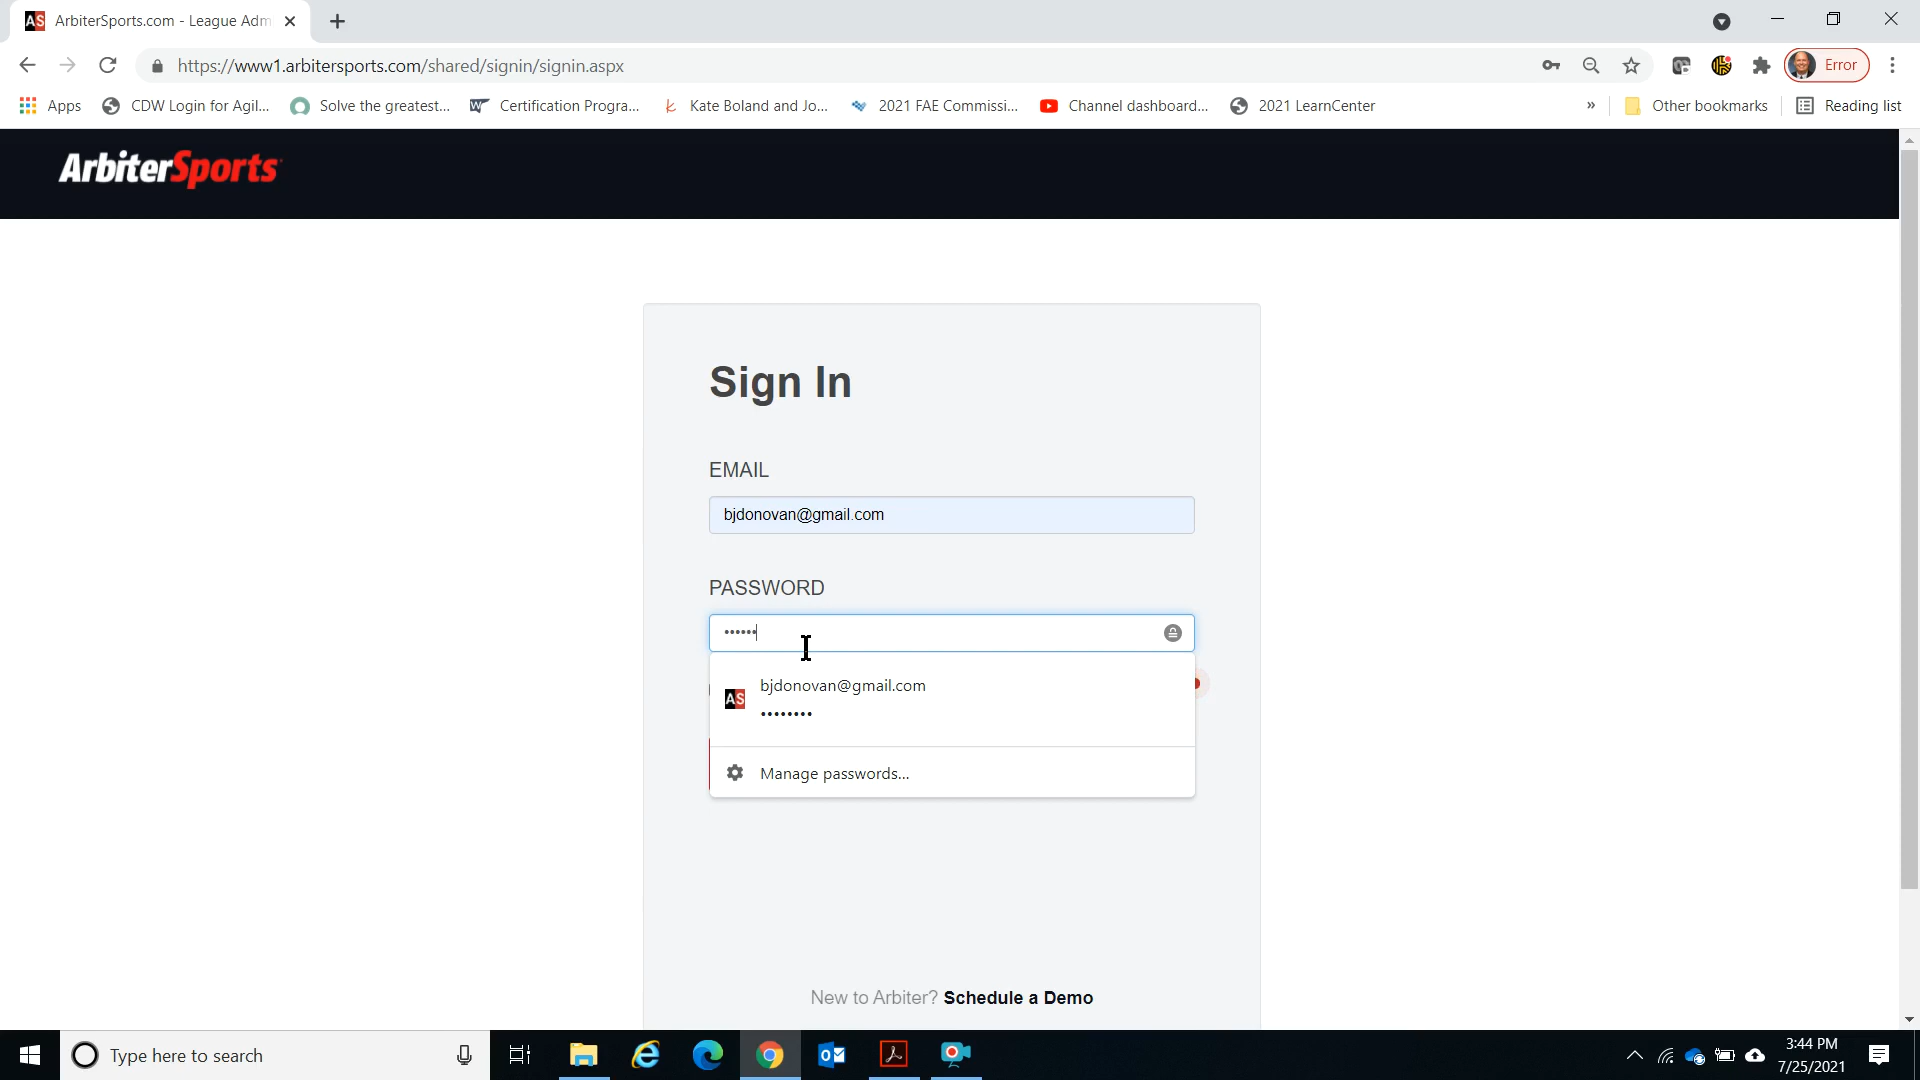 AS ArbiterSports.com - League Adm
https://www1.arbitersports.com/shared/signin/signin.aspx
Error
Apps CDW Login for Agil... Solve the greatest... Certification Progra... Kate Boland and Jo... 2021 FAE Commissi... Channel dashboard... 2021 LearnCenter » Other bookmarks Reading list
ArbiterSports
Sign In
EMAIL
bjdonovan@gmail.com
PASSWORD
••••••
AS bjdonovan@gmail.com
••••••••
Manage passwords...
New to Arbiter? Schedule a Demo
Type here to search
3:44 PM
7/25/2021